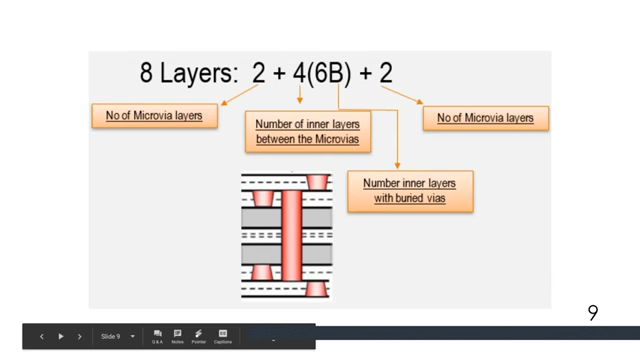 8 Layers: 2 + 4(6B) + 2
No of Microvia layers
Number of inner layers
between the Microvias
No of Microvia layers
Number inner layers
with buried vias
9
Slide 9
Q & A
Notes
Pointer
Captions